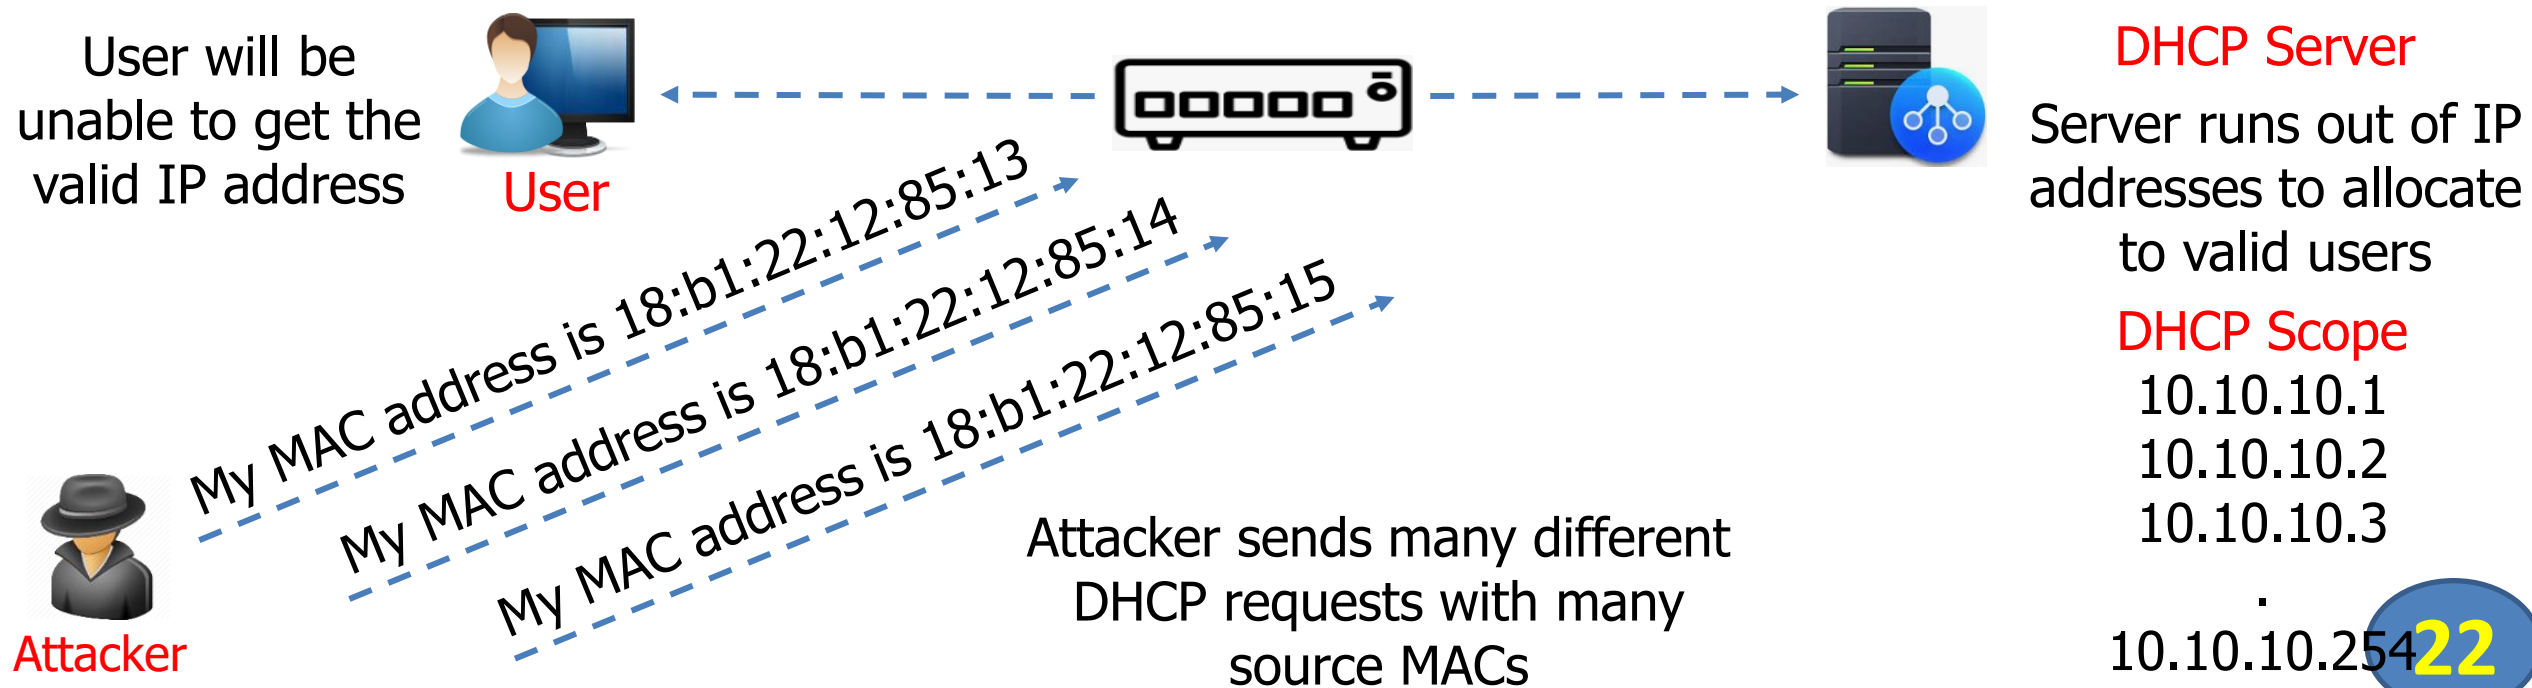 User will be
unable to get the
valid IP address
User
DHCP Server
Server runs out of IP
addresses to allocate
to valid users
My MAC address is 18:b1:22:12:85:13
My MAC address is 18:b1:22:12:85:14
My MAC address is 18:b1:22:12:85:15
DHCP Scope
10.10.10.1
10.10.10.2
10.10.10.3
.
10.10.10.254
Attacker
Attacker sends many different
DHCP requests with many
source MACs
22